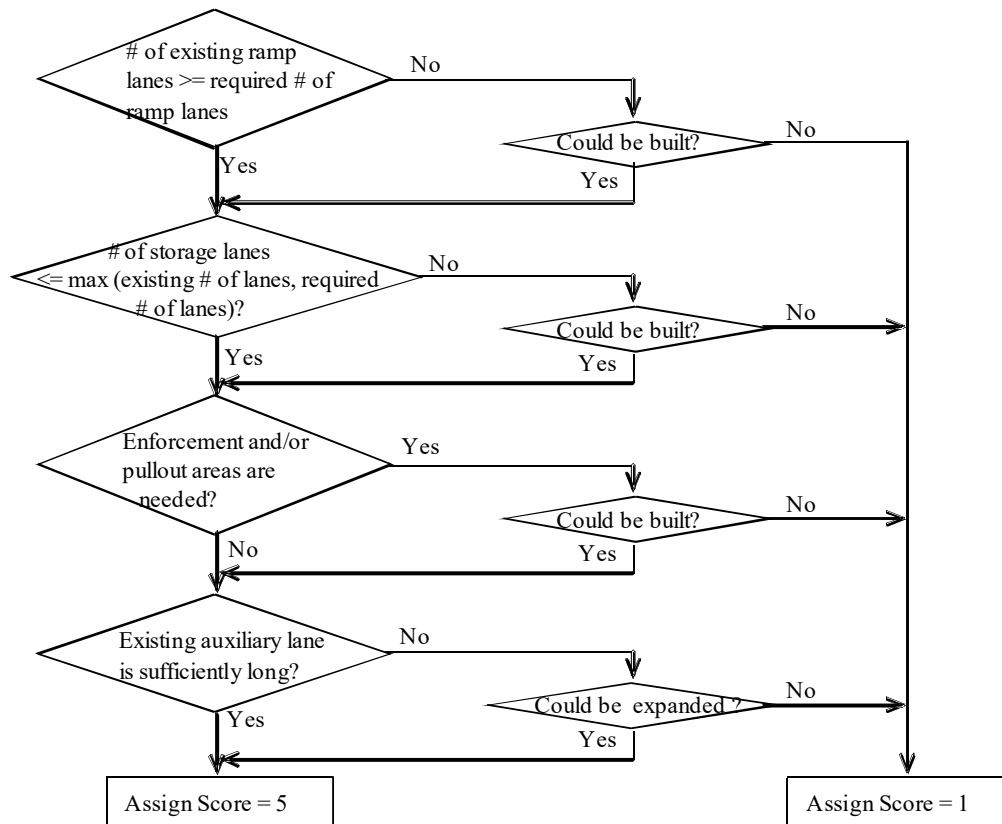 # of existing ramp
lanes >= required # of
ramp lanes
No
Could be built?
No
Yes
Yes
# of storage lanes
<= max (existing # of lanes, required
# of lanes)?
No
Could be built?
No
Yes
Yes
Enforcement and/or
pullout areas are
needed?
Yes
Could be built?
No
No
Yes
Existing auxiliary lane
is sufficiently long?
No
Could be expanded ?
No
Yes
Yes
Assign Score = 5
Assign Score = 1